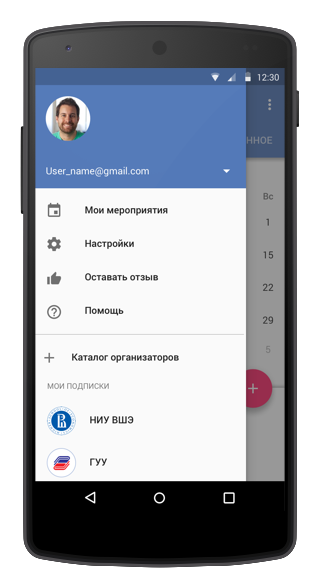 12:30
ННОЕ
User_name@gmail.com
Вс
Мои мероприятия
1
Настройки
15
Оставать отзыв
22
Помощь
29
5
Каталог организаторов
МОИ ПОДПИСКИ
НИУ ВШЭ
ГУУ